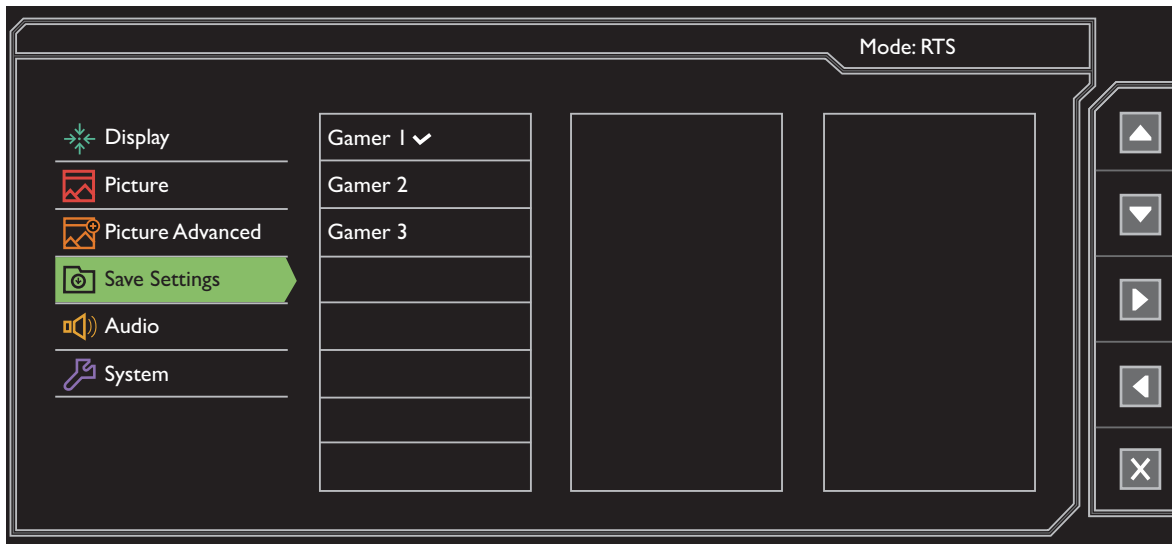 Mode: RTS
Display
Picture
Picture Advanced
Save Settings
Audio
System
Gamer 1
Gamer 2
Gamer 3